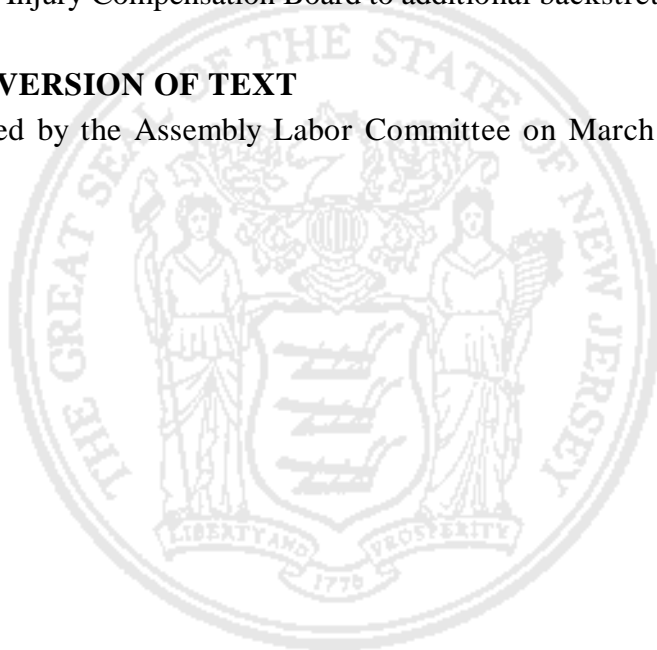 Injury Compensation Board to additional backstret
VERSION OF TEXT
ed by the Assembly Labor Committee on March
THE GREAT SEAL OF THE STATE OF NEW JERSEY
LIBERTY AND PROSPERITY
1776